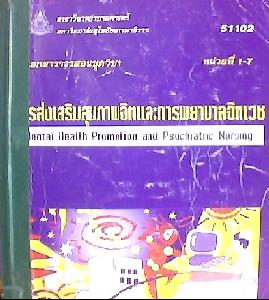 สาขาวิชาพยาบาลศาสตร์
มหาวิทยาลัยสุโขทัยธรรมาธิราช
51102
เอกสารการสอนชุดวิชา
หน่วยที่ 1-7
รส่งเสริมสุขภาพจิตและการพยาบาลจิตเวช
ental Health Promotion and Psychiatric Nursing